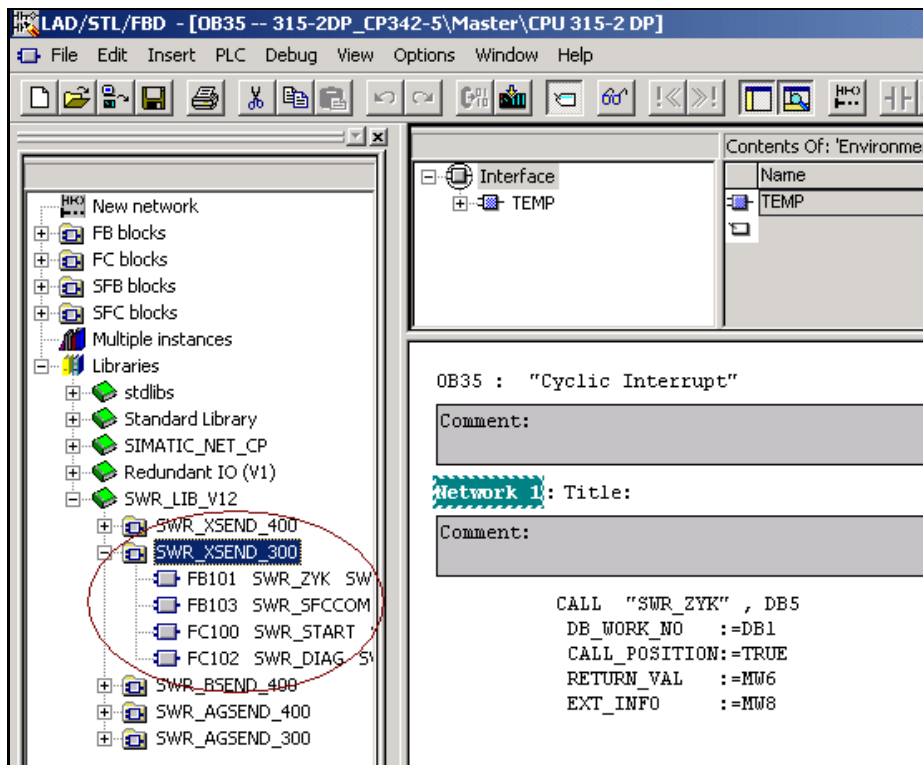 LAD/STL/FBD - [OB35 -- 315-2DP_CP342-5\Master\CPU 315-2 DP]
File Edit Insert PLC Debug View Options Window Help
New network
FB blocks
FC blocks
SFB blocks
SFC blocks
Multiple instances
Libraries
stdlibs
Standard Library
SIMATIC_NET_CP
Redundant IO (V1)
SWR_LIB_V12
SWR_XSEND_400
SWR_XSEND_300
FB101 SWR_ZYK SW
FB103 SWR_SFCCOM
FC100 SWR_START
FC102 SWR_DIAG
SWR_BSEND_400
SWR_AGSEND_400
SWR_AGSEND_300
Interface
TEMP
Contents Of: 'Environme
Name
TEMP
OB35 : "Cyclic Interrupt"
Comment:
Network 1: Title:
Comment:
CALL "SWR_ZYK" , DB5
DB_WORK_NO :=DB1
CALL_POSITION:=TRUE
RETURN_VAL :=MW6
EXT_INFO :=MW8